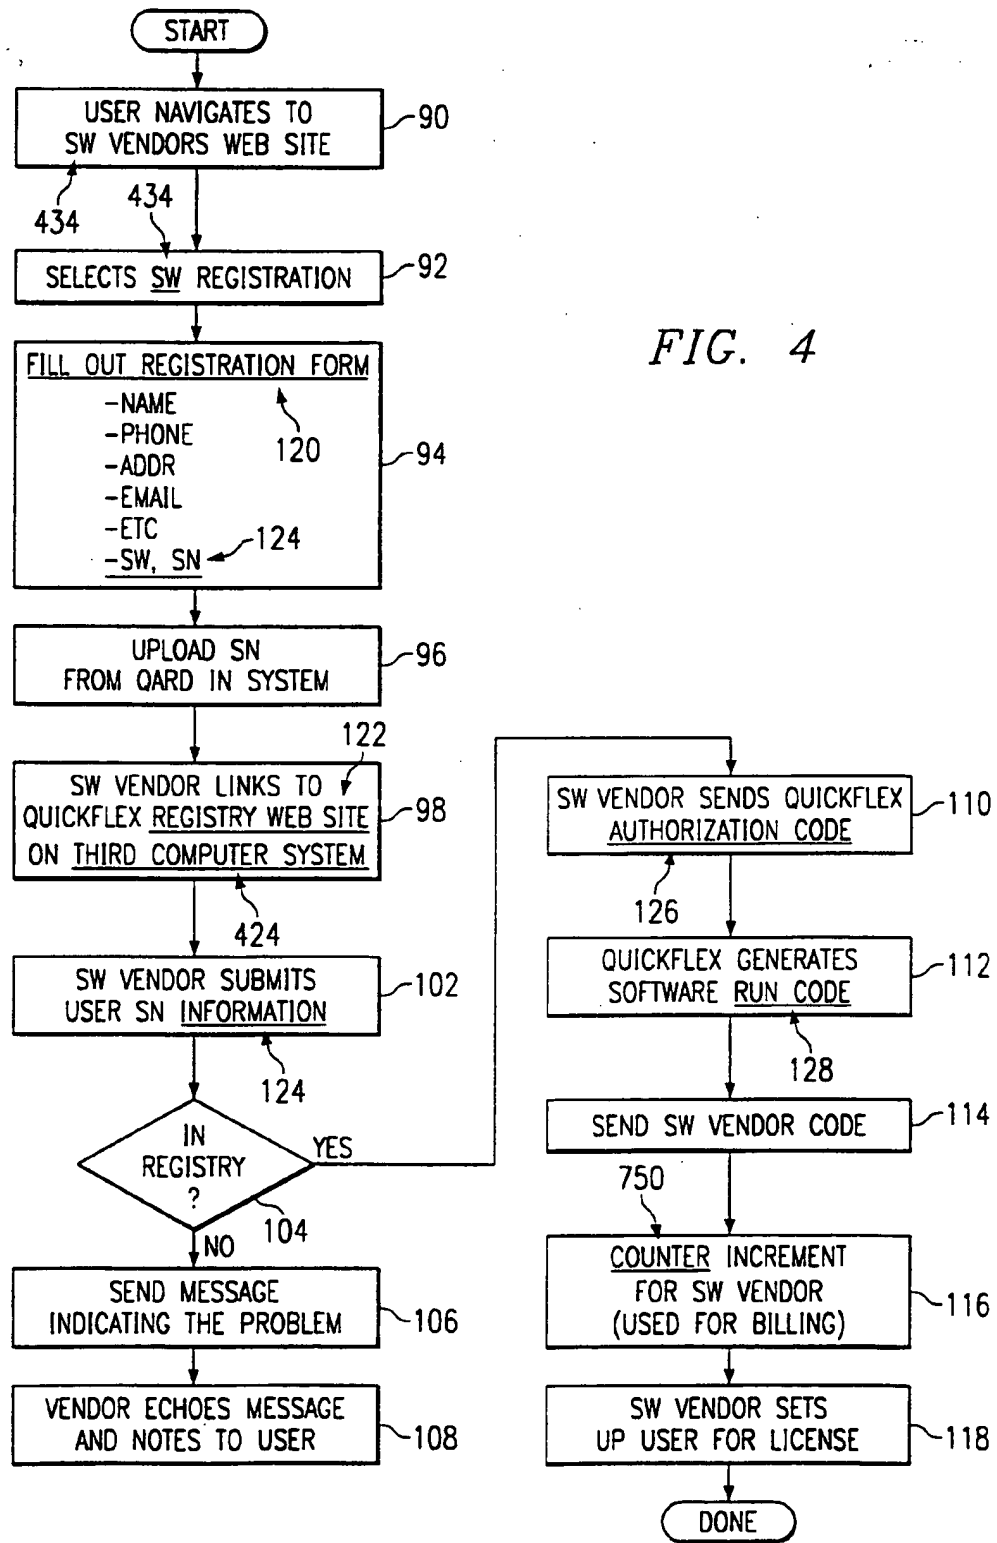 START
USER NAVIGATES TO
SW VENDORS WEB SITE
90
434
434
SELECTS SW REGISTRATION
92
FIG. 4
FILL OUT REGISTRATION FORM
-NAME
-PHONE
-ADDR
-EMAIL
-ETC
-SW, SN
120
124
94
UPLOAD SN
FROM QARD IN SYSTEM
96
122
SW VENDOR LINKS TO
QUICKFLEX REGISTRY WEB SITE
ON THIRD COMPUTER SYSTEM
98
424
SW VENDOR SUBMITS
USER SN INFORMATION
102
124
IN
REGISTRY
?
YES
104
NO
SEND MESSAGE
INDICATING THE PROBLEM
106
VENDOR ECHOES MESSAGE
AND NOTES TO USER
108
SW VENDOR SENDS QUICKFLEX
AUTHORIZATION CODE
110
126
QUICKFLEX GENERATES
SOFTWARE RUN CODE
112
128
SEND SW VENDOR CODE
114
750
COUNTER INCREMENT
FOR SW VENDOR
(USED FOR BILLING)
116
SW VENDOR SETS
UP USER FOR LICENSE
118
DONE